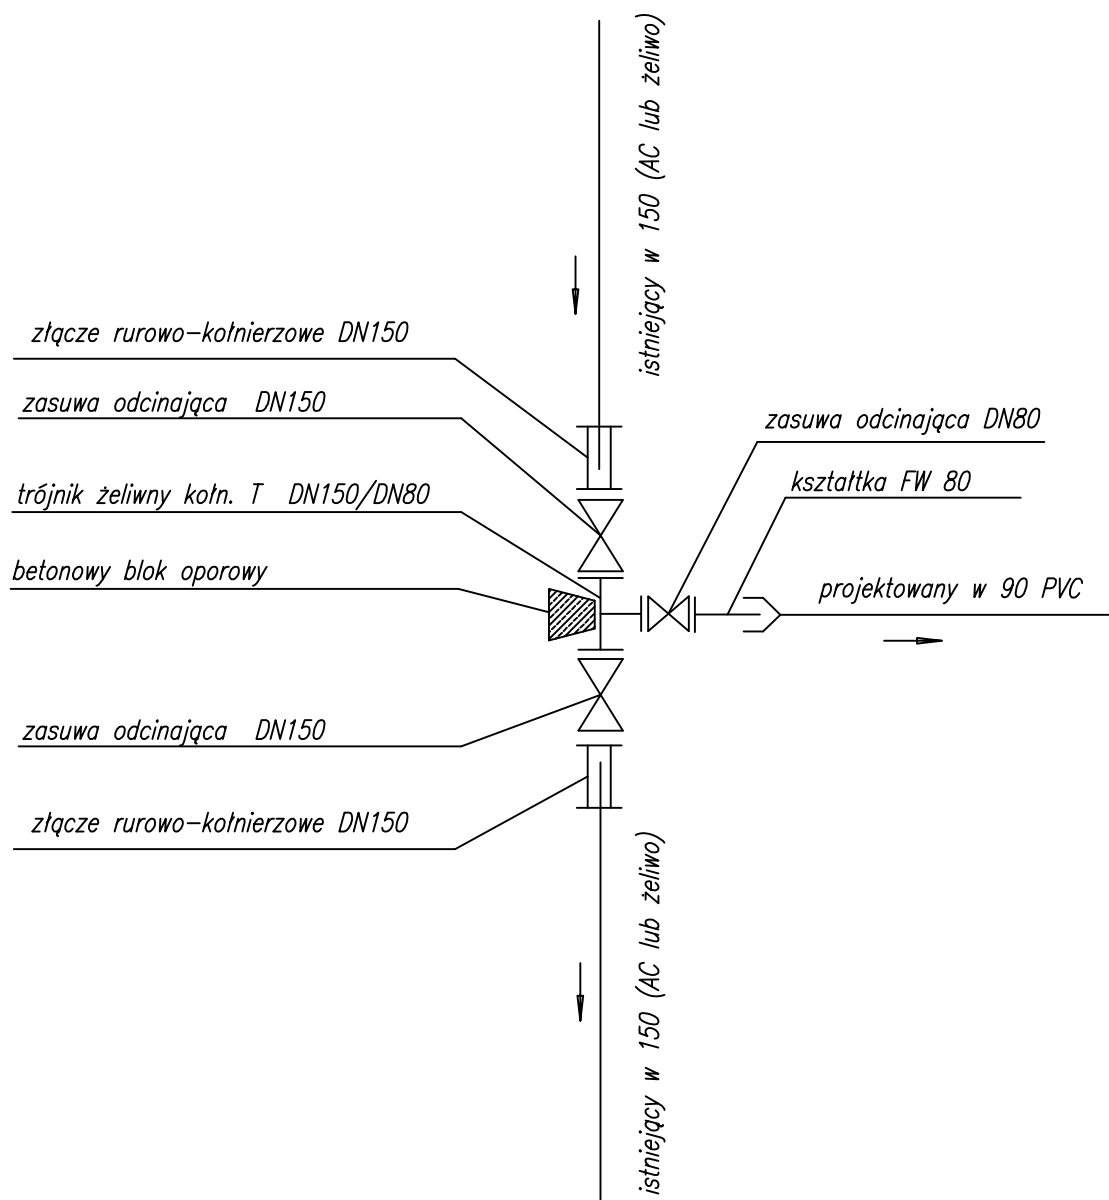 istniejący w 150 (AC lub żeliwo)
złącze rurowo-kołnierzowe DN150
zasuwa odcinająca DN150
zasuwa odcinająca DN80
kształtka FW 80
trójnik żeliwny kołn. T DN150/DN80
betonowy blok oporowy
projektowany w 90 PVC
zasuwa odcinająca DN150
złącze rurowo-kołnierzowe DN150
istniejący w 150 (AC lub żeliwo)